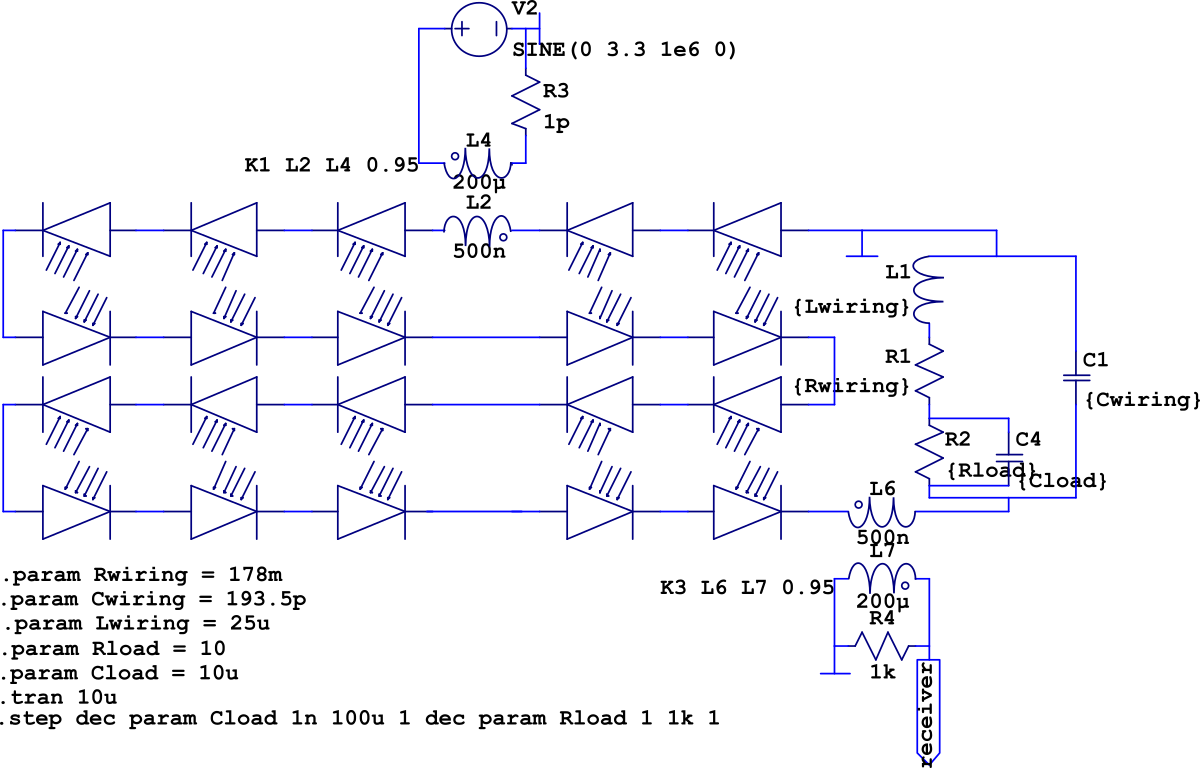 V2
SINE(0 3.3 1e6 0)
R3
1p
L4
K1 L2 L4 0.95
200µ
L2
500n
L1
{Lwiring}
R1
{Rwiring}
C1
{Cwiring}
R2
C4
{Rload}
{Cload}
L6
500n
L7
K3 L6 L7 0.95
200µ
R4
1k
receiver
.param Rwiring = 178m
.param Cwiring = 193.5p
.param Lwiring = 25u
.param Rload = 10
.param Cload = 10u
.tran 10u
.step dec param Cload 1n 100u 1 dec param Rload 1 1k 1